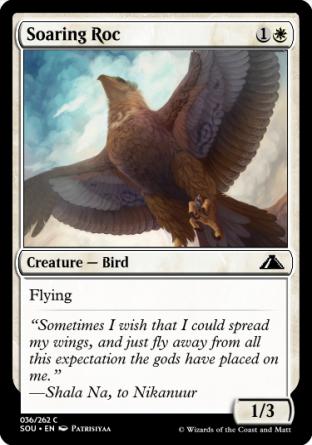 Soaring Roc 1
Creature — Bird
Flying
“Sometimes I wish that I could spread
my wings, and just fly away from all
this expectation the gods have placed on
me.”
—Shala Na, to Nikanuur
1/3
036/262 C
SOU • EN PATRISIYAA
™ & © Wizards of the Coast and Matt